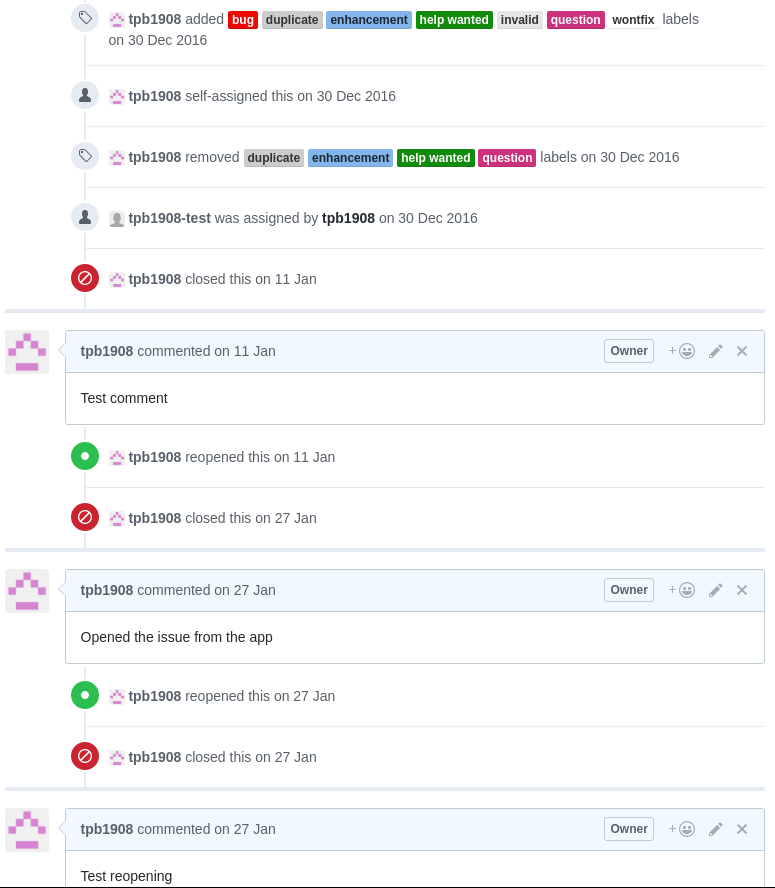 tpb1908 added bug duplicate enhancement help wanted invalid question wontfix labels
on 30 Dec 2016
tpb1908 self-assigned this on 30 Dec 2016
tpb1908 removed duplicate enhancement help wanted question labels on 30 Dec 2016
tpb1908-test was assigned by tpb1908 on 30 Dec 2016
tpb1908 closed this on 11 Jan
tpb1908 commented on 11 Jan Owner +
Test comment
tpb1908 reopened this on 11 Jan
tpb1908 closed this on 27 Jan
tpb1908 commented on 27 Jan Owner +
Opened the issue from the app
tpb1908 reopened this on 27 Jan
tpb1908 closed this on 27 Jan
tpb1908 commented on 27 Jan Owner +
Test reopening